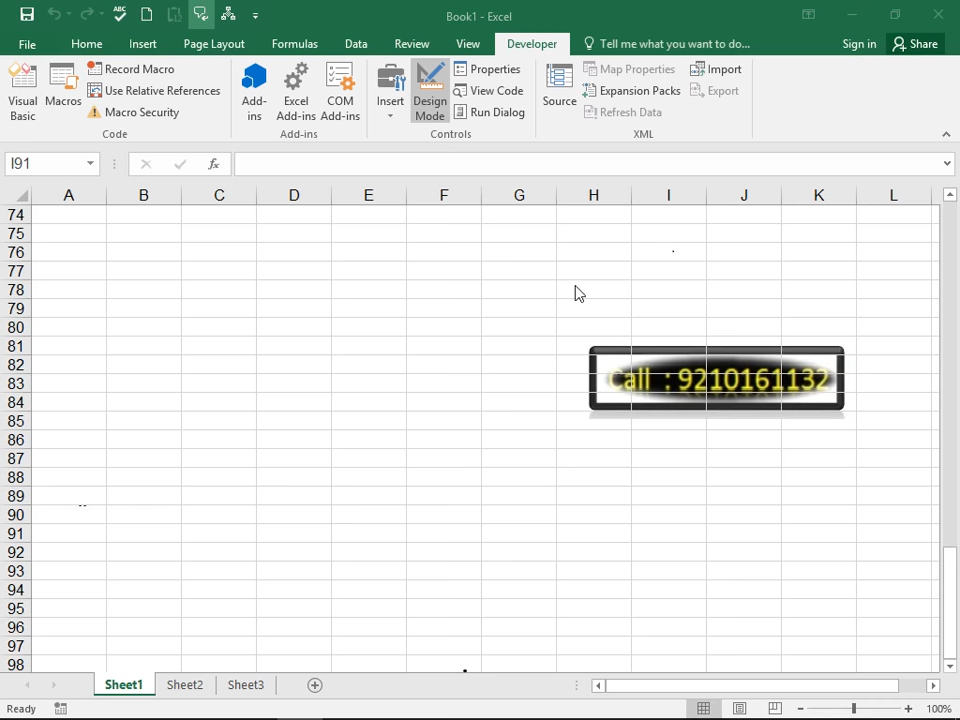 Book1 - Excel
File Home Insert Page Layout Formulas Data Review View Developer Tell me what you want to do... Sign in Share
Visual Basic
Macros
Record Macro
Use Relative References
Macro Security
Code
Add-ins
Excel Add-ins
COM Add-ins
Add-ins
Insert
Design Mode
Properties
View Code
Run Dialog
Controls
Source
Map Properties
Expansion Packs
Refresh Data
Import
Export
XML
I91
fx
A B C D E F G H I J K L
74
75
76
77
78
79
80
81
82
83
84
85
86
87
88
89
90
91
92
93
94
95
96
97
98
Call : 9210161132
Sheet1 Sheet2 Sheet3
Ready
100%